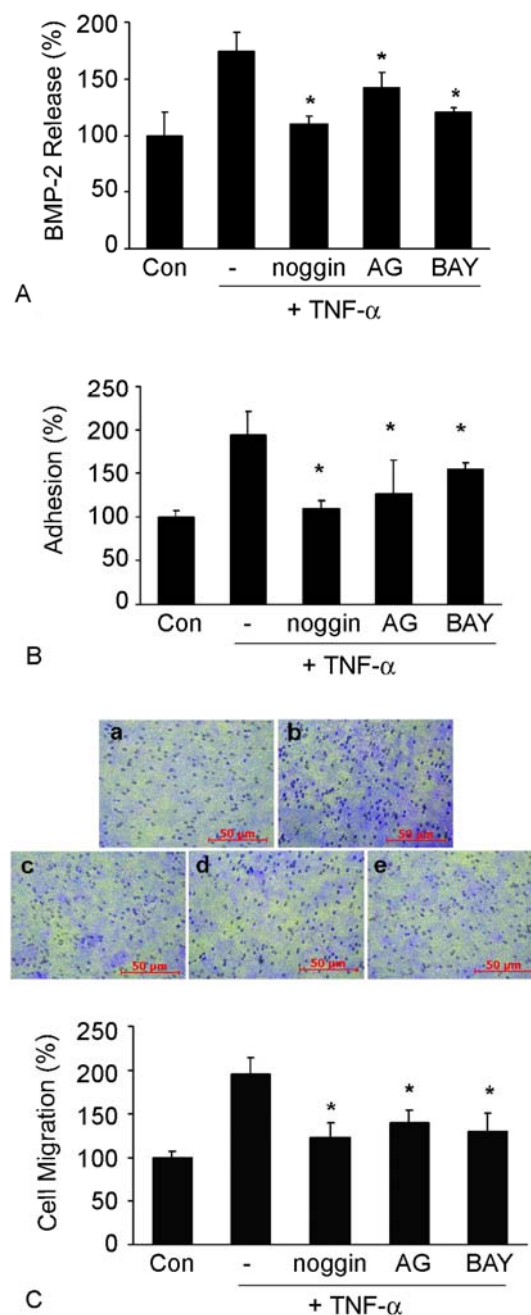 BMP-2 Release (%)
200
150
100
50
0
*
*
*
Con
-
noggin
AG
BAY
+ TNF-α
A
Adhesion (%)
250
200
150
100
50
0
*
*
*
Con
-
noggin
AG
BAY
+ TNF-α
B
a
50 µm
b
50 µm
c
50 µm
d
50 µm
e
50 µm
Cell Migration (%)
250
200
150
100
50
0
*
*
*
Con
-
noggin
AG
BAY
+ TNF-α
C